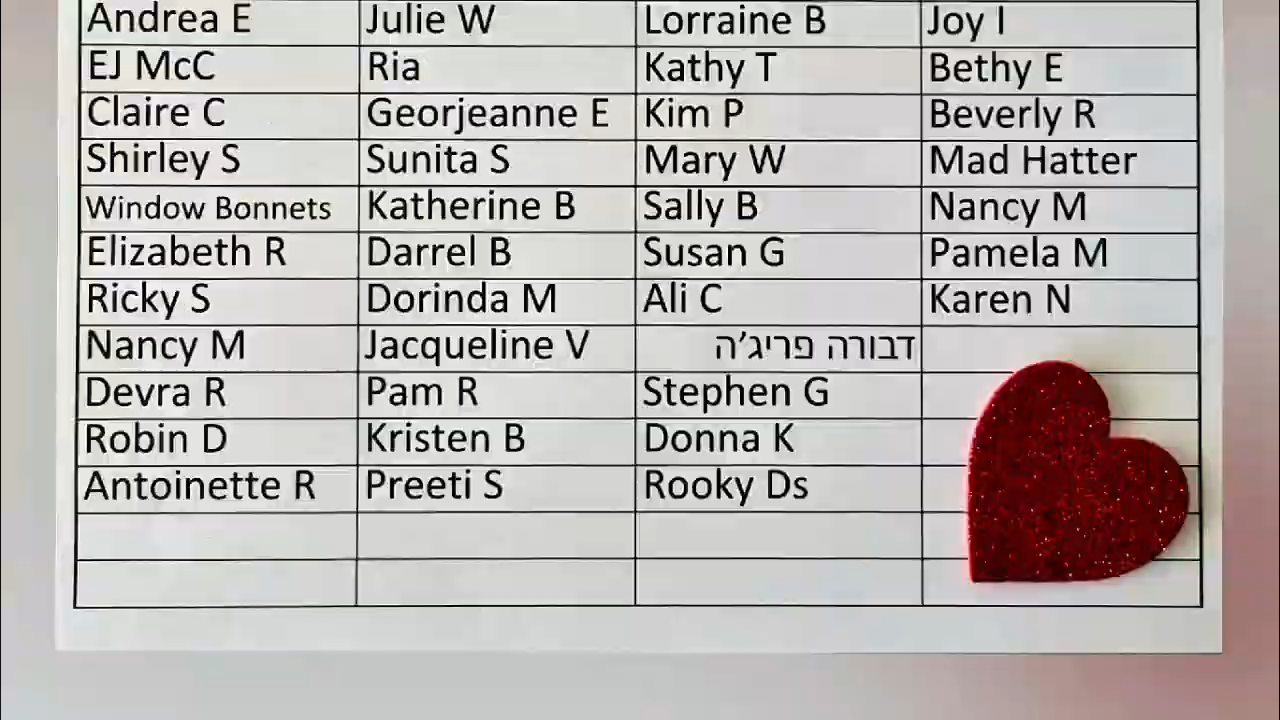 Andrea E Julie W Lorraine B Joy I
EJ McC Ria Kathy T Bethy E
Claire C Georjeanne E Kim P Beverly R
Shirley S Sunita S Mary W Mad Hatter
Window Bonnets Katherine B Sally B Nancy M
Elizabeth R Darrel B Susan G Pamela M
Ricky S Dorinda M Ali C Karen N
Nancy M Jacqueline V דבורה פריג'ה
Devra R Pam R Stephen G
Robin D Kristen B Donna K
Antoinette R Preeti S Rooky Ds